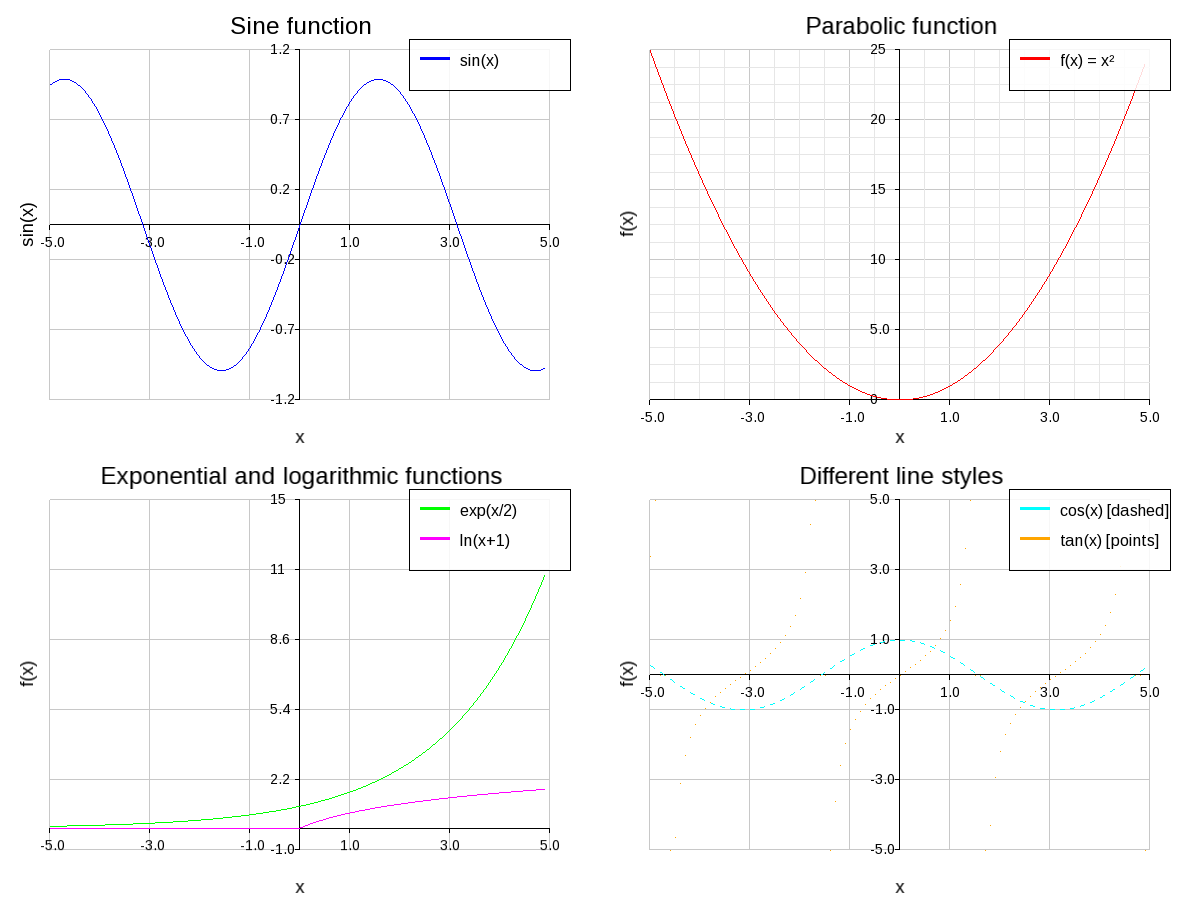 Sine function
sin(x)
1.2
0.7
0.2
-0.2
-0.7
-1.2
-5.0 -3.0 -1.0 1.0 3.0 5.0
sin(x)
x
Parabolic function
f(x) = x²
25
20
15
10
5.0
0
-5.0 -3.0 -1.0 1.0 3.0 5.0
f(x)
x
Exponential and logarithmic functions
exp(x/2)
ln(x+1)
15
11
8.6
5.4
2.2
-1.0
-5.0 -3.0 -1.0 1.0 3.0 5.0
f(x)
x
Different line styles
cos(x) [dashed]
tan(x) [points]
5.0
3.0
1.0
-1.0
-3.0
-5.0
-5.0 -3.0 -1.0 1.0 3.0 5.0
f(x)
x